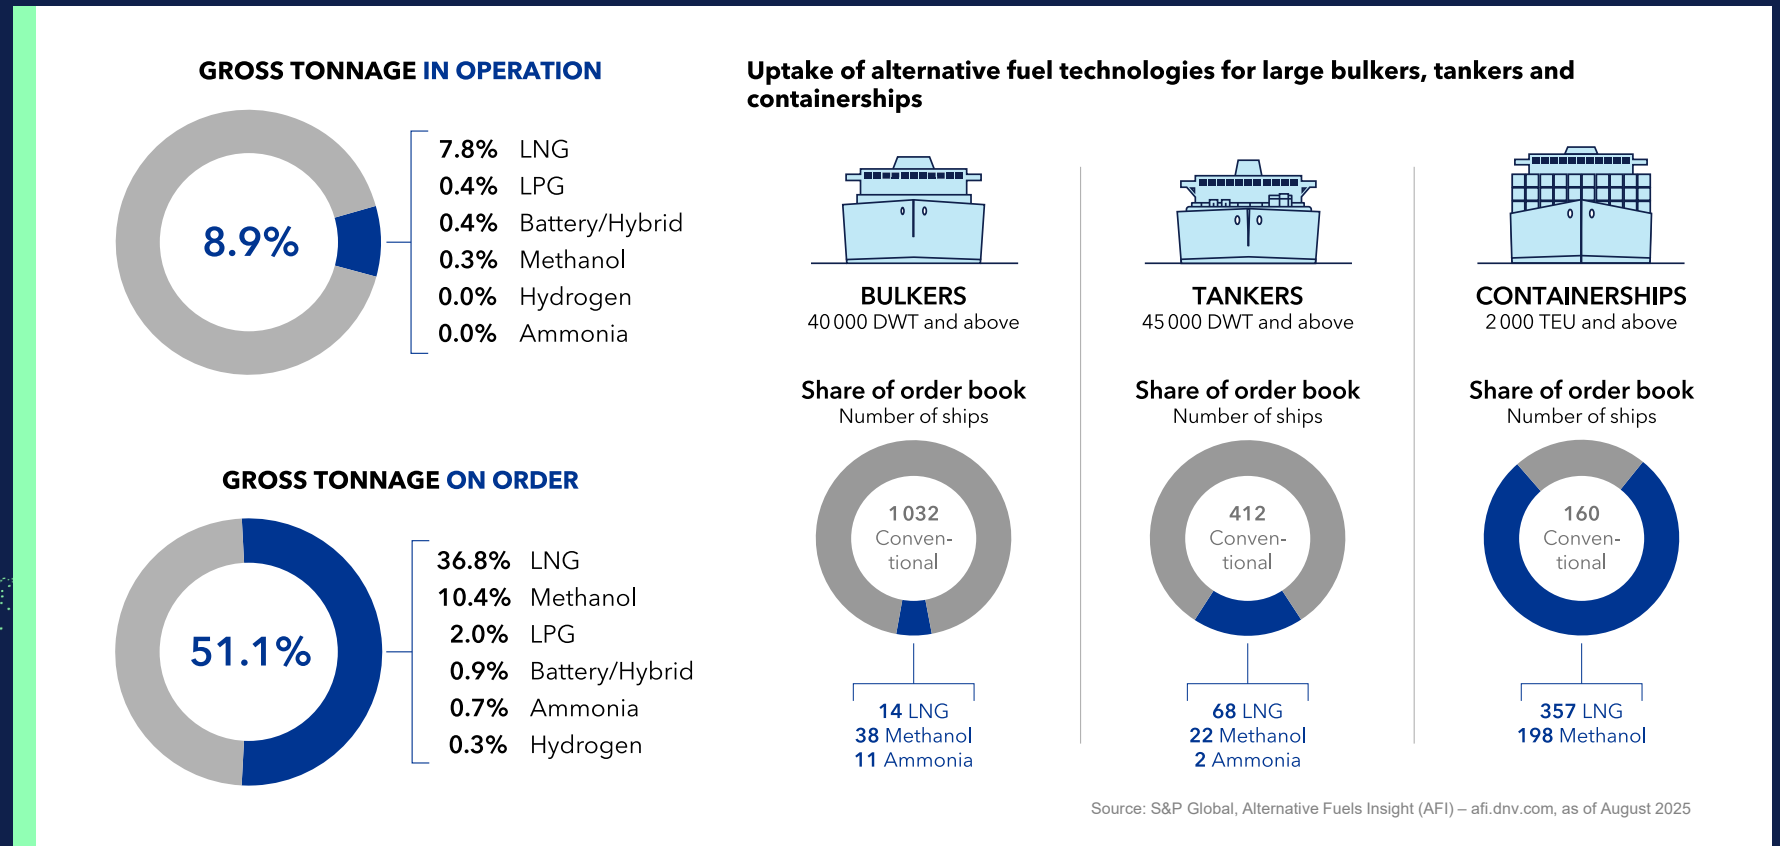 GROSS TONNAGE IN OPERATION
8.9%
7.8% LNG
0.4% LPG
0.4% Battery/Hybrid
0.3% Methanol
0.0% Hydrogen
0.0% Ammonia
GROSS TONNAGE ON ORDER
51.1%
36.8% LNG
10.4% Methanol
2.0% LPG
0.9% Battery/Hybrid
0.7% Ammonia
0.3% Hydrogen
Uptake of alternative fuel technologies for large bulkers, tankers and
containerships
BULKERS
40 000 DWT and above
Share of order book
Number of ships
1 032
Conven-
tional
14 LNG
38 Methanol
11 Ammonia
TANKERS
45 000 DWT and above
Share of order book
Number of ships
412
Conven-
tional
68 LNG
22 Methanol
2 Ammonia
CONTAINERSHIPS
2 000 TEU and above
Share of order book
Number of ships
160
Conven-
tional
357 LNG
198 Methanol
Source: S&P Global, Alternative Fuels Insight (AFI) – afi.dnv.com, as of August 2025